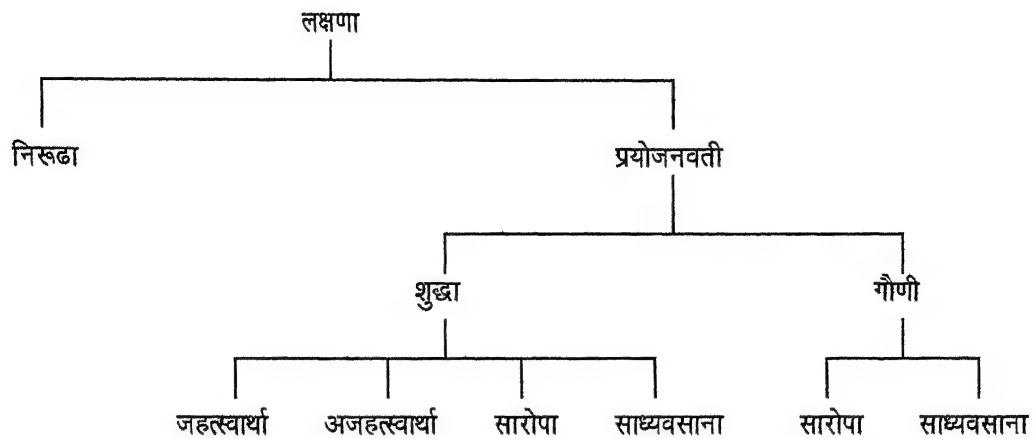 लक्षणा
निरूढा प्रयोजनवती
शुद्धा गौणी
जहत्स्वार्था अजहत्स्वार्था सारोपा साध्यवसाना सारोपा साध्यवसाना